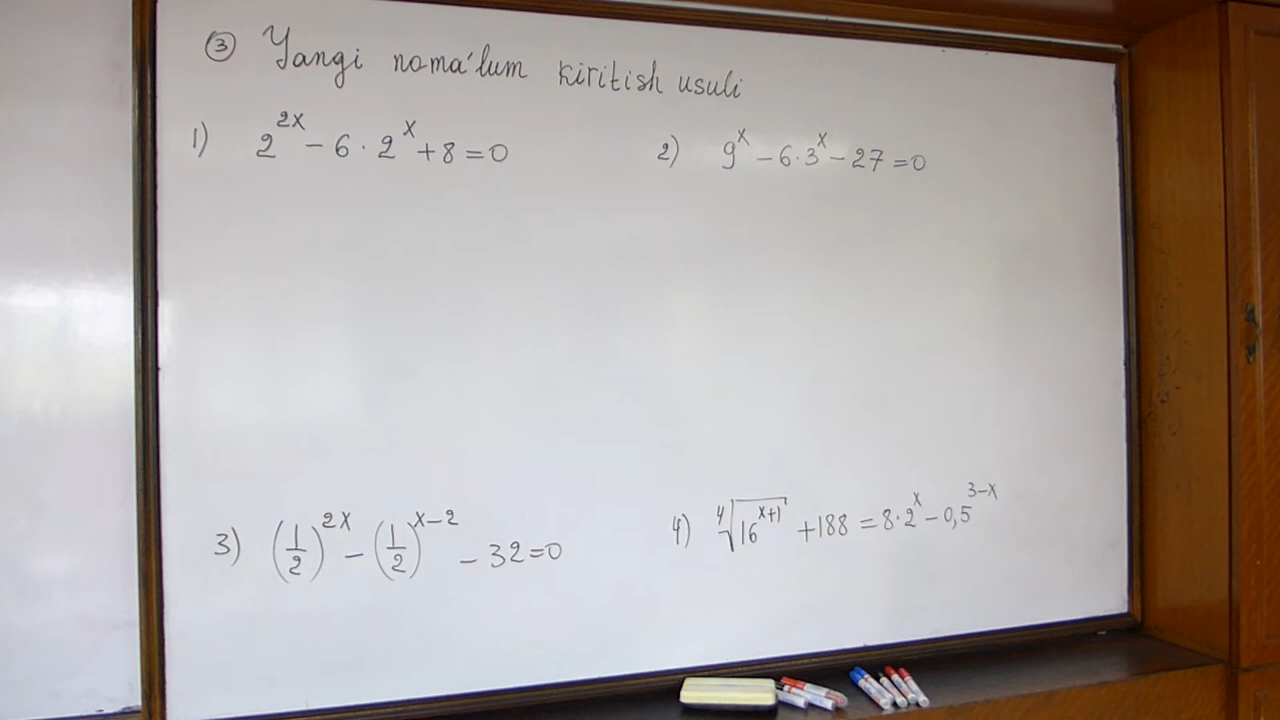 ③ Yangi noma'lum kiritish usuli
1) 2^{2x} - 6 · 2^x + 8 = 0
2) 9^x - 6 · 3^x - 27 = 0
3) (1/2)^{2x} - (1/2)^{x-2} - 32 = 0
4) ∜(16^{x+1}) + 188 = 8 · 2^x - 0,5^{3-x}